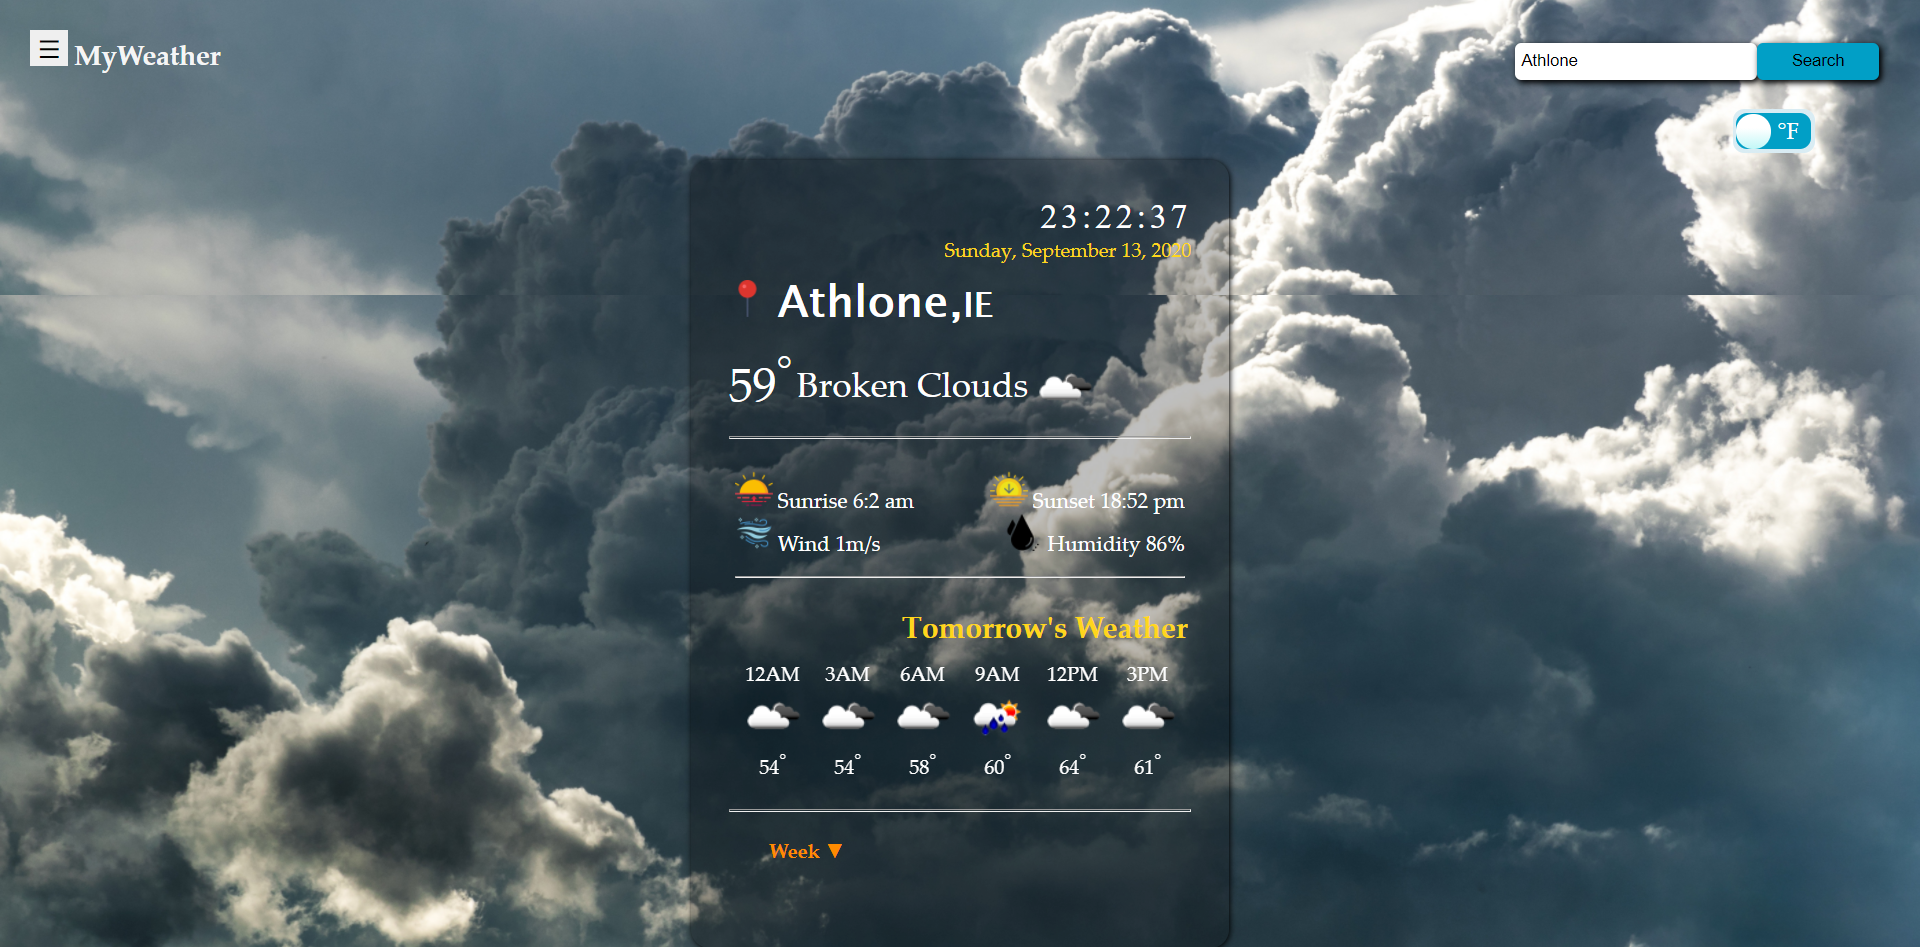 ☰ MyWeather
Athlone Search
°F
23:22:37
Sunday, September 13, 2020
Athlone,IE
59° Broken Clouds
Sunrise 6:2 am Sunset 18:52 pm
Wind 1m/s Humidity 86%
Tomorrow's Weather
12AM 3AM 6AM 9AM 12PM 3PM
54° 54° 58° 60° 64° 61°
Week ▼